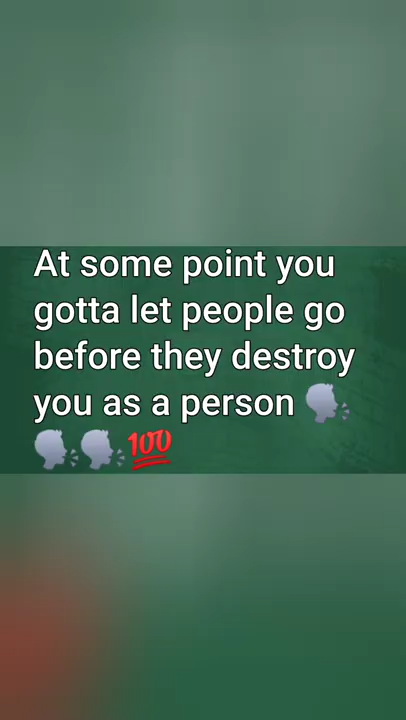 At some point you
gotta let people go
before they destroy
you as a person 🗣️
🗣️🗣️💯